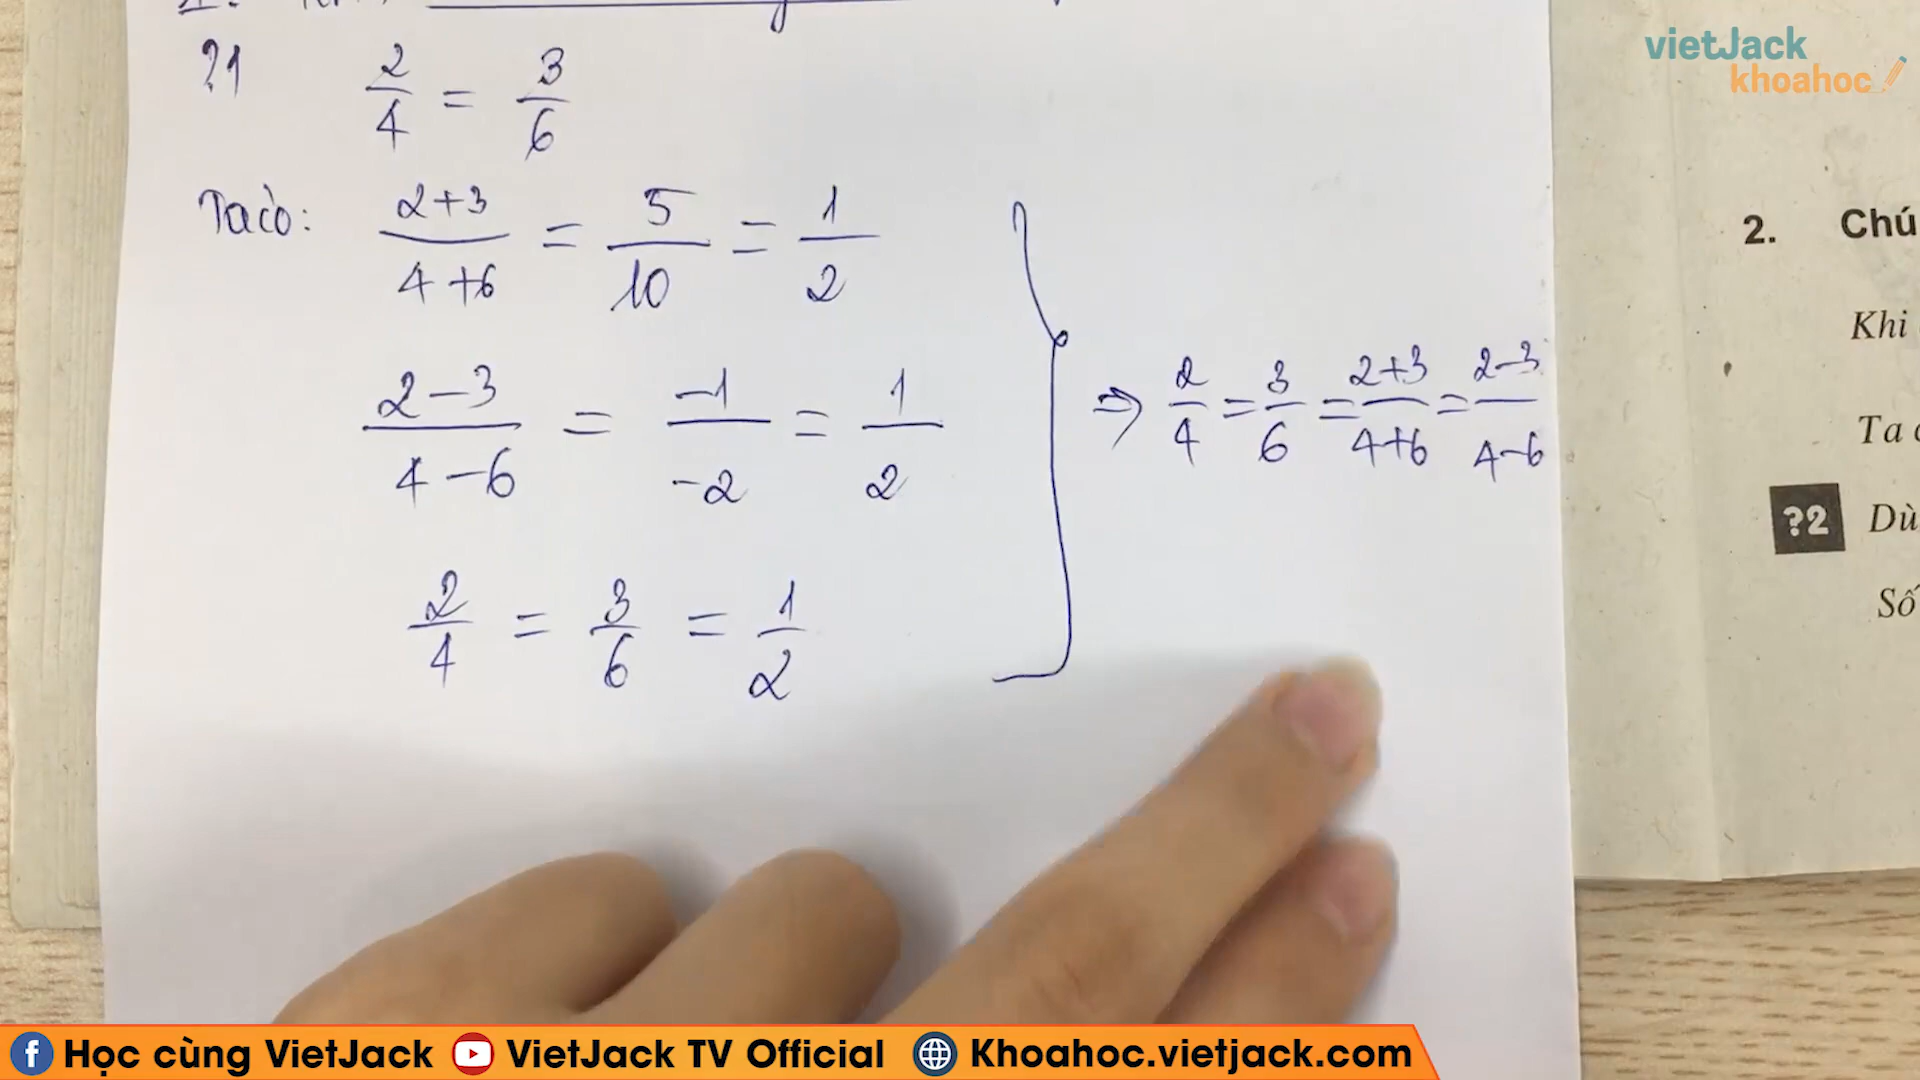 vietJack
khoahoc
?1 2/4 = 3/6
Ta có: (2+3)/(4+6) = 5/10 = 1/2
(2-3)/(4-6) = -1/-2 = 1/2
⇒ 2/4 = 3/6 = (2+3)/(4+6) = (2-3)/(4-6)
2/4 = 3/6 = 1/2
2. Chú
Khi
Ta
?2 Dù
Số
Học cùng VietJack VietJack TV Official Khoahoc.vietjack.com